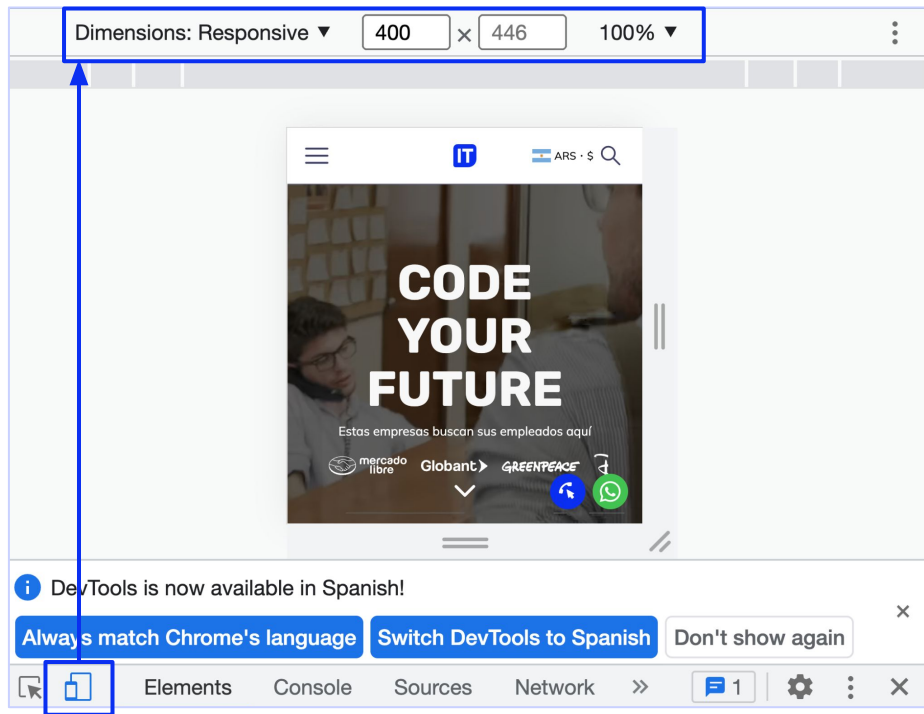 Dimensions: Responsive ▼ 400 × 446 100% ▼
IT ARS · $
CODE
YOUR
FUTURE
Estas empresas buscan sus empleados aquí
mercado libre Globant GREENPEACE
DevTools is now available in Spanish!
Always match Chrome's language Switch DevTools to Spanish Don't show again ×
Elements Console Sources Network » 1